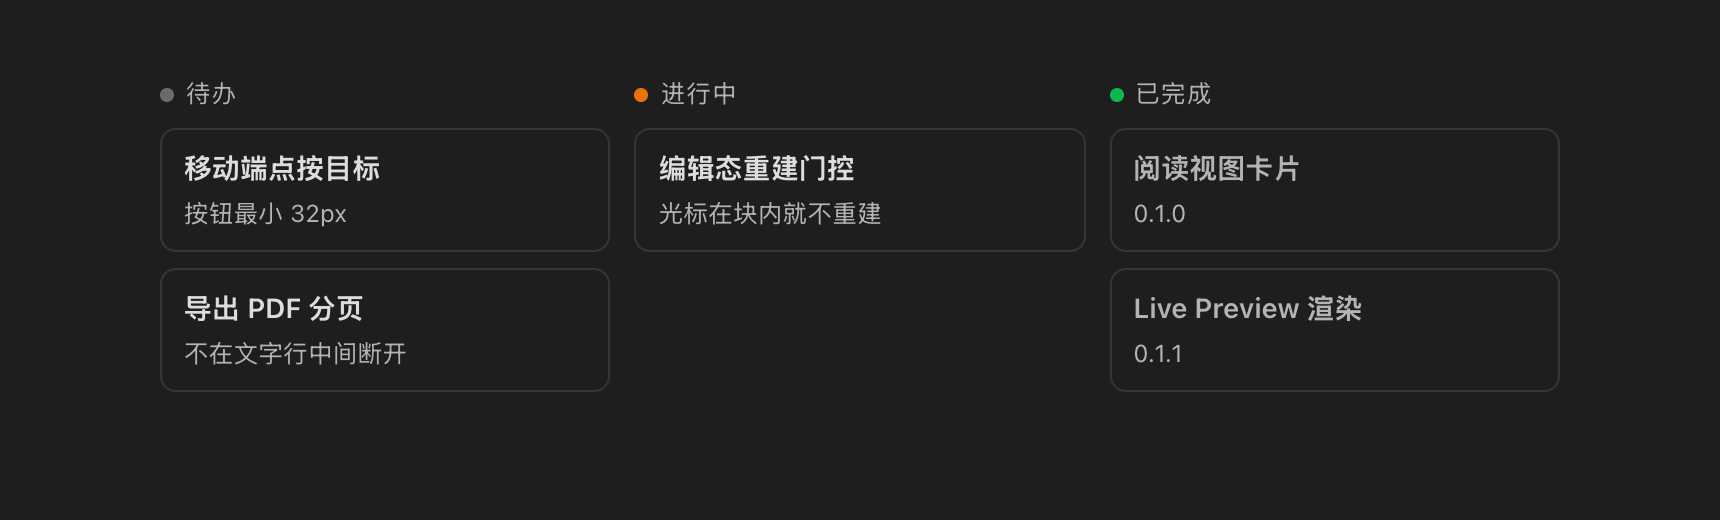 待办
移动端点按目标
按钮最小 32px
导出 PDF 分页
不在文字行中间断开
进行中
编辑态重建门控
光标在块内就不重建
已完成
阅读视图卡片
0.1.0
Live Preview 渲染
0.1.1